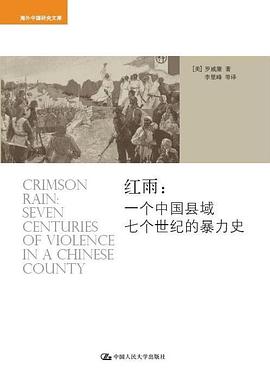 海外中国研究文库
[美] 罗威廉 著
李里峰 等译
CRIMSON
RAIN:
SEVEN
CENTURIES
OF VIOLENCE
IN A CHINESE
COUNTY
红雨：
一个中国县域
七个世纪的暴力史
中国人民大学出版社